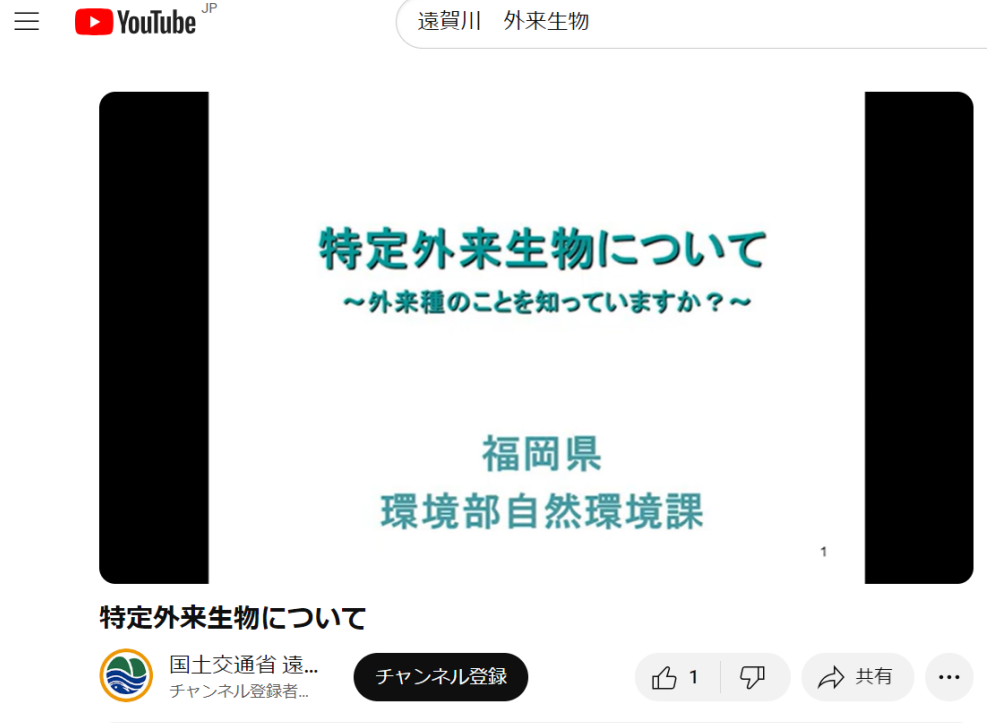 YouTube JP
遠賀川 外来生物
特定外来生物について
～外来種のことを知っていますか？～
福岡県
環境部自然環境課
1
特定外来生物について
国土交通省 遠...
チャンネル登録者...
チャンネル登録
1
共有